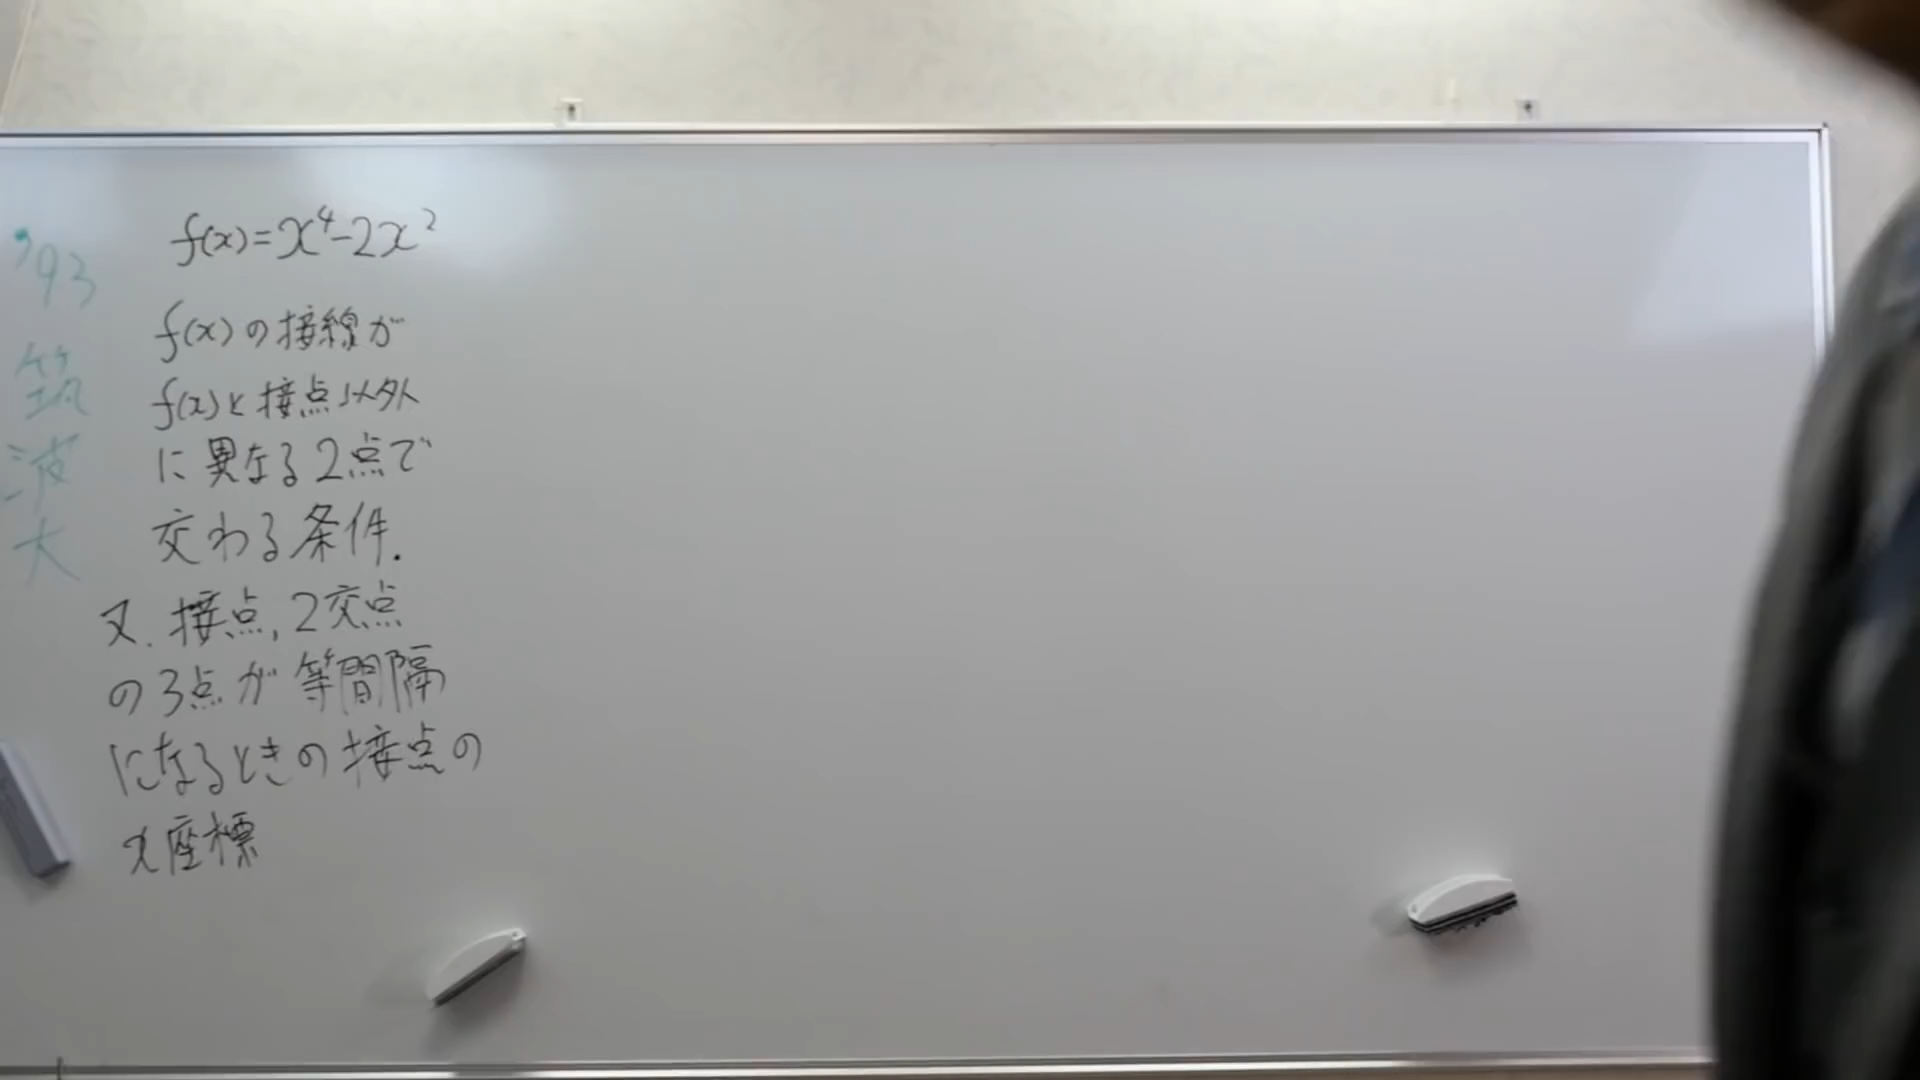 '93
筑
波
大
f(x)=x⁴-2x²
f(x)の接線が
f(x)と接点以外
に異なる2点で
交わる条件.
又.接点,2交点
の3点が等間隔
になるときの接点の
x座標